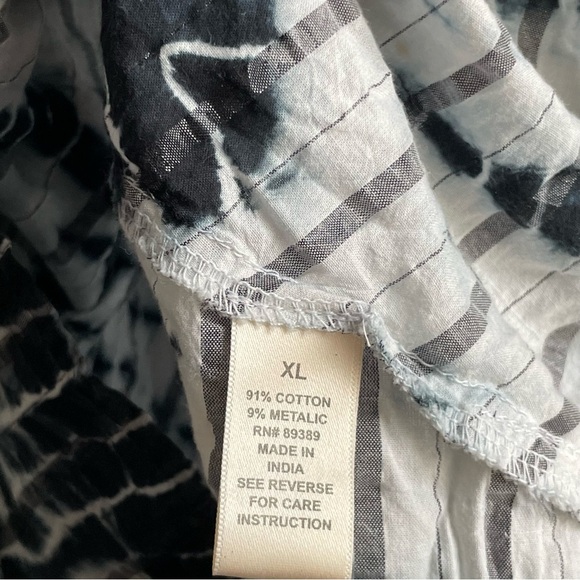 XL
91% COTTON
9% METALIC
RN# 89389
MADE IN
INDIA
SEE REVERSE
FOR CARE
INSTRUCTION